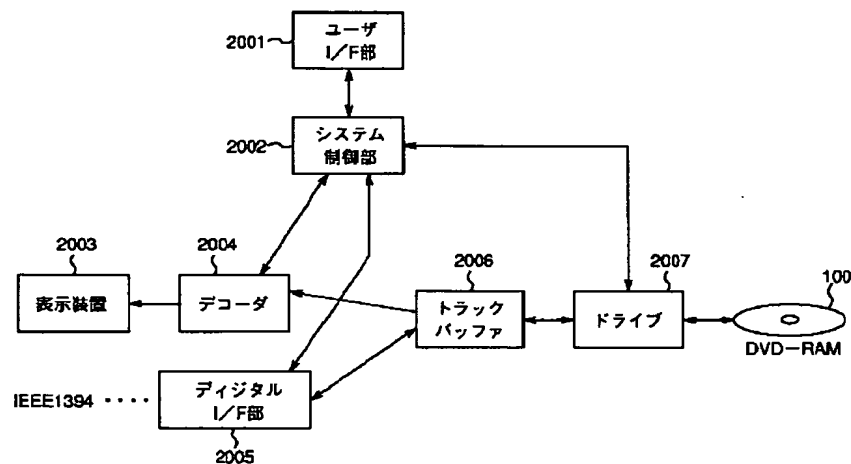 ユーザ
I/F部
2001
システム
制御部
2002
2003
2004
2006
2007
100
表示装置
デコーダ
トラック
バッファ
ドライブ
DVD-RAM
IEEE1394 ････
ディジタル
I/F部
2005